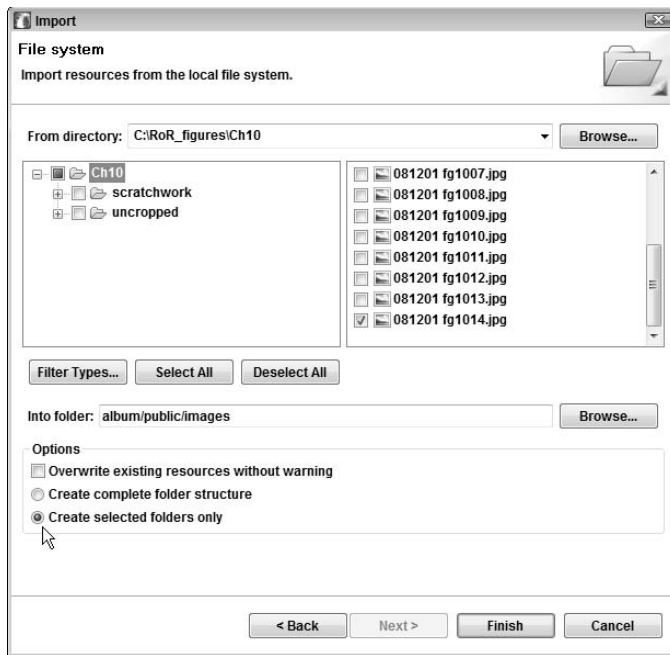 Import
File system
Import resources from the local file system.
From directory: C:\RoR_figures\Ch10 Browse...
Ch10
scratchwork
uncropped
081201 fg1007.jpg
081201 fg1008.jpg
081201 fg1009.jpg
081201 fg1010.jpg
081201 fg1011.jpg
081201 fg1012.jpg
081201 fg1013.jpg
081201 fg1014.jpg
Filter Types... Select All Deselect All
Into folder: album/public/images Browse...
Options
Overwrite existing resources without warning
Create complete folder structure
Create selected folders only
< Back Next > Finish Cancel